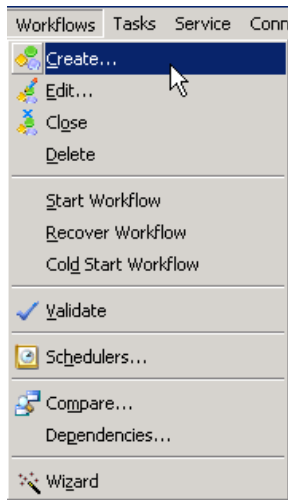 Workflows Tasks Service Conn
Create...
Edit...
Close
Delete
Start Workflow
Recover Workflow
Cold Start Workflow
Validate
Schedulers...
Compare...
Dependencies...
Wizard